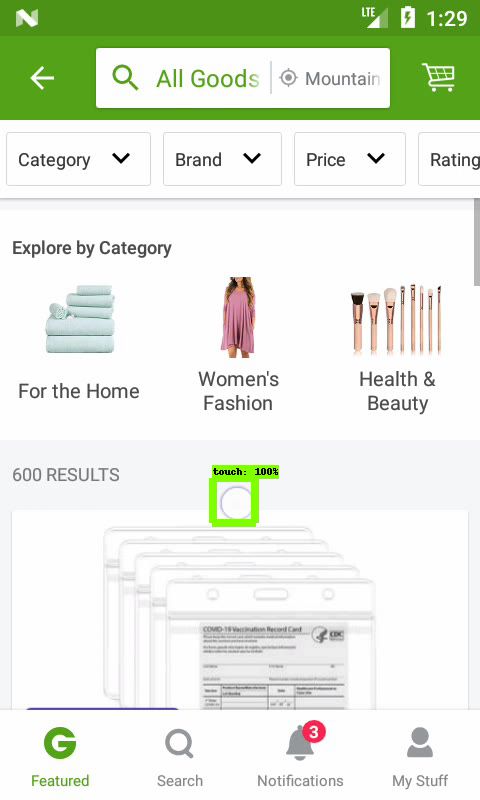 LTE 1:29
All Goods Mountain
Category Brand Price Rating
Explore by Category
For the Home
Women's
Fashion
Health &
Beauty
600 RESULTS
touch: 100%
COVID-19 Vaccination Record Card
CDC
G
3
Featured Search Notifications My Stuff